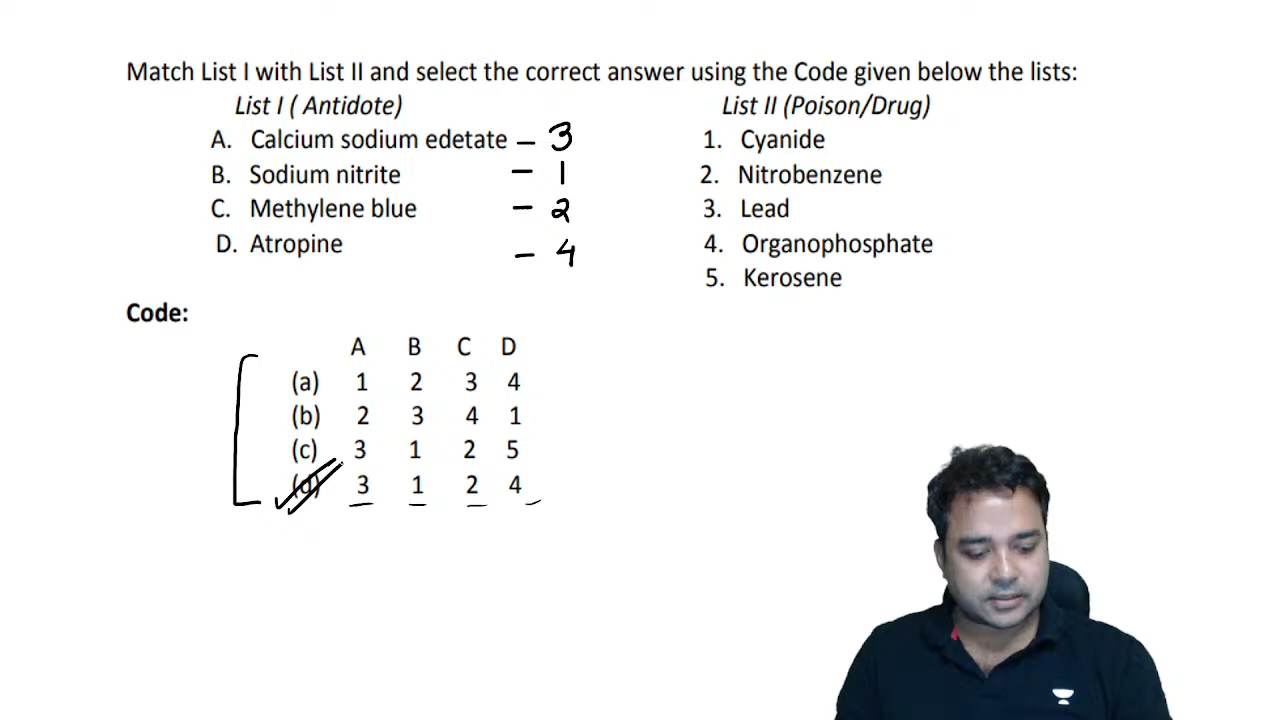 Match List I with List II and select the correct answer using the Code given below the lists:
List I ( Antidote) List II (Poison/Drug)
A. Calcium sodium edetate – 3 1. Cyanide
B. Sodium nitrite – 1 2. Nitrobenzene
C. Methylene blue – 2 3. Lead
D. Atropine – 4 4. Organophosphate
5. Kerosene
Code:
A B C D
(a) 1 2 3 4
(b) 2 3 4 1
(c) 3 1 2 5
(d) 3 1 2 4